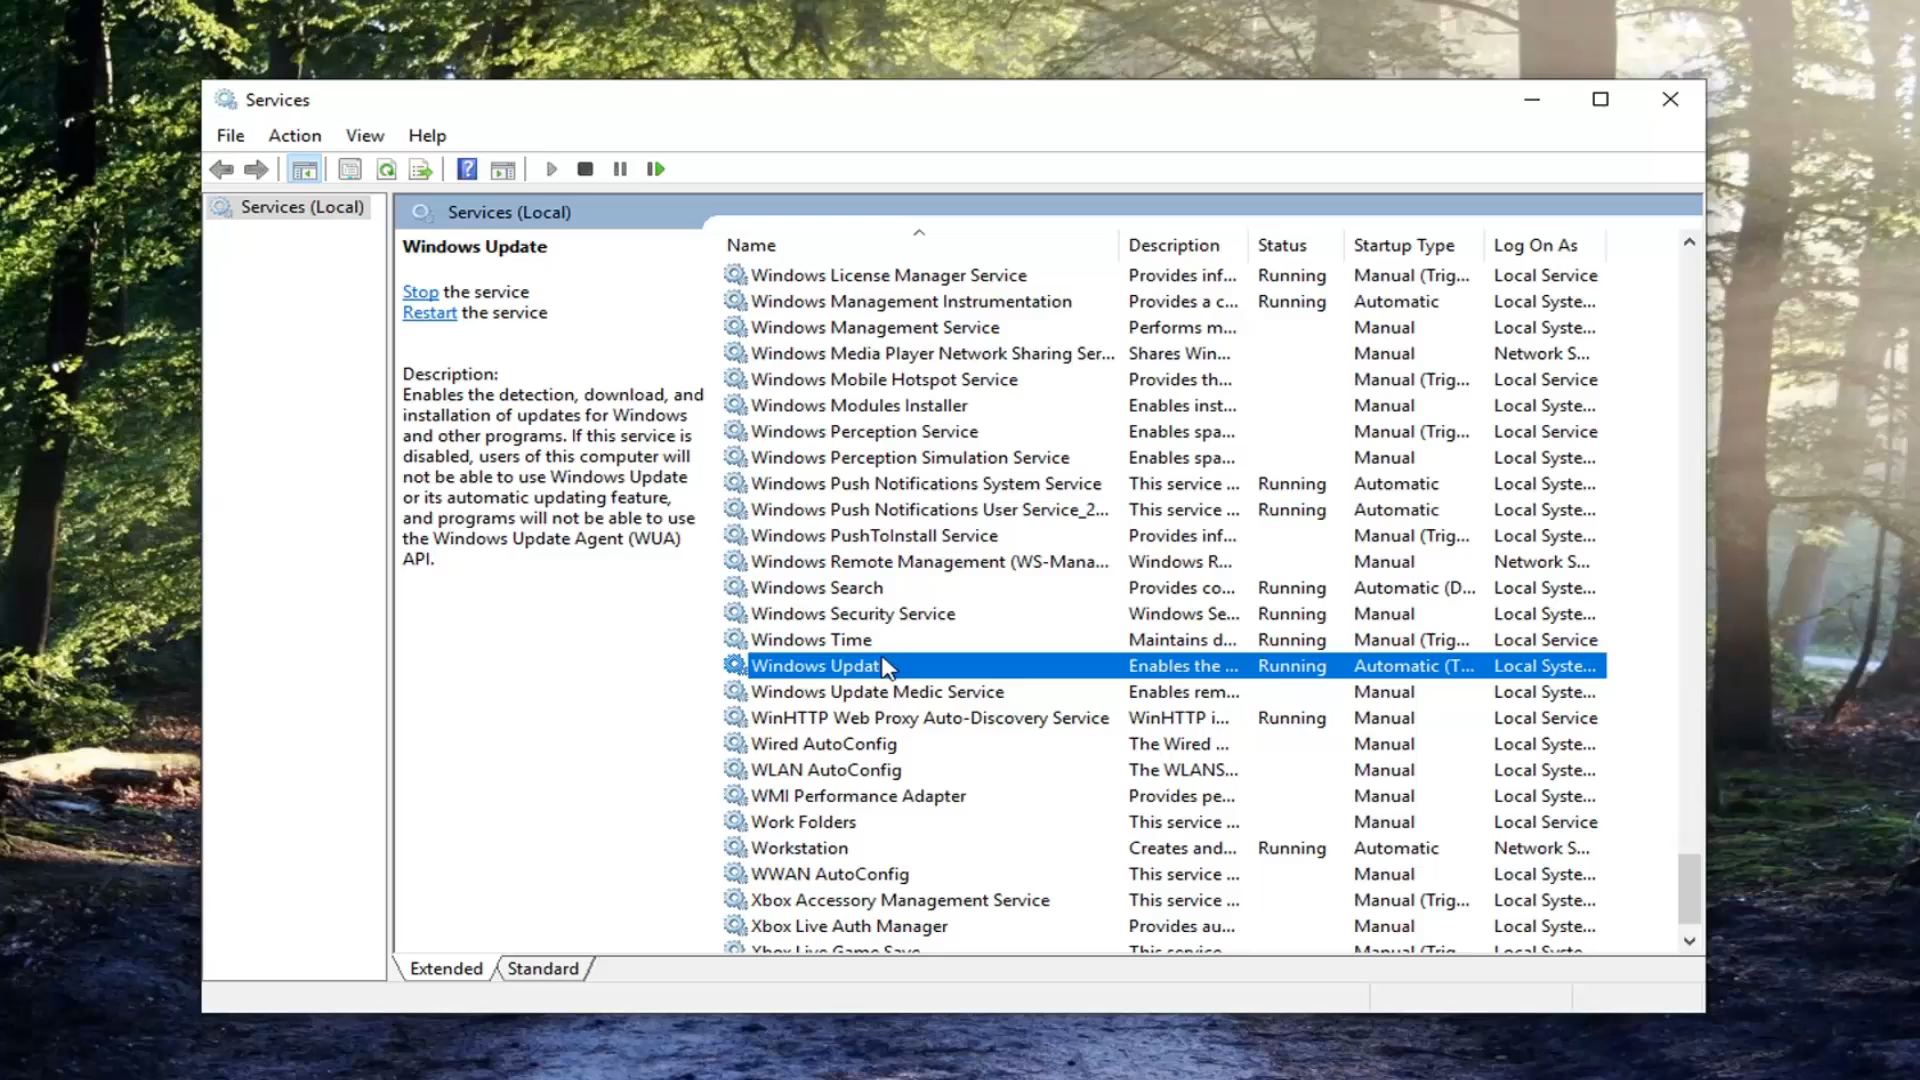 Services
File Action View Help
Services (Local)
Services (Local)
Windows Update
Stop the service
Restart the service
Description:
Enables the detection, download, and
installation of updates for Windows
and other programs. If this service is
disabled, users of this computer will
not be able to use Windows Update
or its automatic updating feature,
and programs will not be able to use
the Windows Update Agent (WUA)
API.
Name Description Status Startup Type Log On As
Windows License Manager Service Provides inf... Running Manual (Trig... Local Service
Windows Management Instrumentation Provides a c... Running Automatic Local Syste...
Windows Management Service Performs m... Manual Local Syste...
Windows Media Player Network Sharing Ser... Shares Win... Manual Network S...
Windows Mobile Hotspot Service Provides th... Manual (Trig... Local Service
Windows Modules Installer Enables inst... Manual Local Syste...
Windows Perception Service Enables spa... Manual (Trig... Local Service
Windows Perception Simulation Service Enables spa... Manual Local Syste...
Windows Push Notifications System Service This service ... Running Automatic Local Syste...
Windows Push Notifications User Service_2... This service ... Running Automatic Local Syste...
Windows PushToInstall Service Provides inf... Manual (Trig... Local Syste...
Windows Remote Management (WS-Mana... Windows R... Manual Network S...
Windows Search Provides co... Running Automatic (D... Local Syste...
Windows Security Service Windows Se... Running Manual Local Syste...
Windows Time Maintains d... Running Manual (Trig... Local Service
Windows Update Enables the ... Running Automatic (T... Local Syste...
Windows Update Medic Service Enables rem... Manual Local Syste...
WinHTTP Web Proxy Auto-Discovery Service WinHTTP i... Running Manual Local Service
Wired AutoConfig The Wired ... Manual Local Syste...
WLAN AutoConfig The WLANS... Manual Local Syste...
WMI Performance Adapter Provides pe... Manual Local Syste...
Work Folders This service ... Manual Local Service
Workstation Creates and... Running Automatic Network S...
WWAN AutoConfig This service ... Manual Local Syste...
Xbox Accessory Management Service This service ... Manual (Trig... Local Syste...
Xbox Live Auth Manager Provides au... Manual Local Syste...
Xbox Live Game Save This service ... Manual (Trig... Local Syste...
Extended Standard